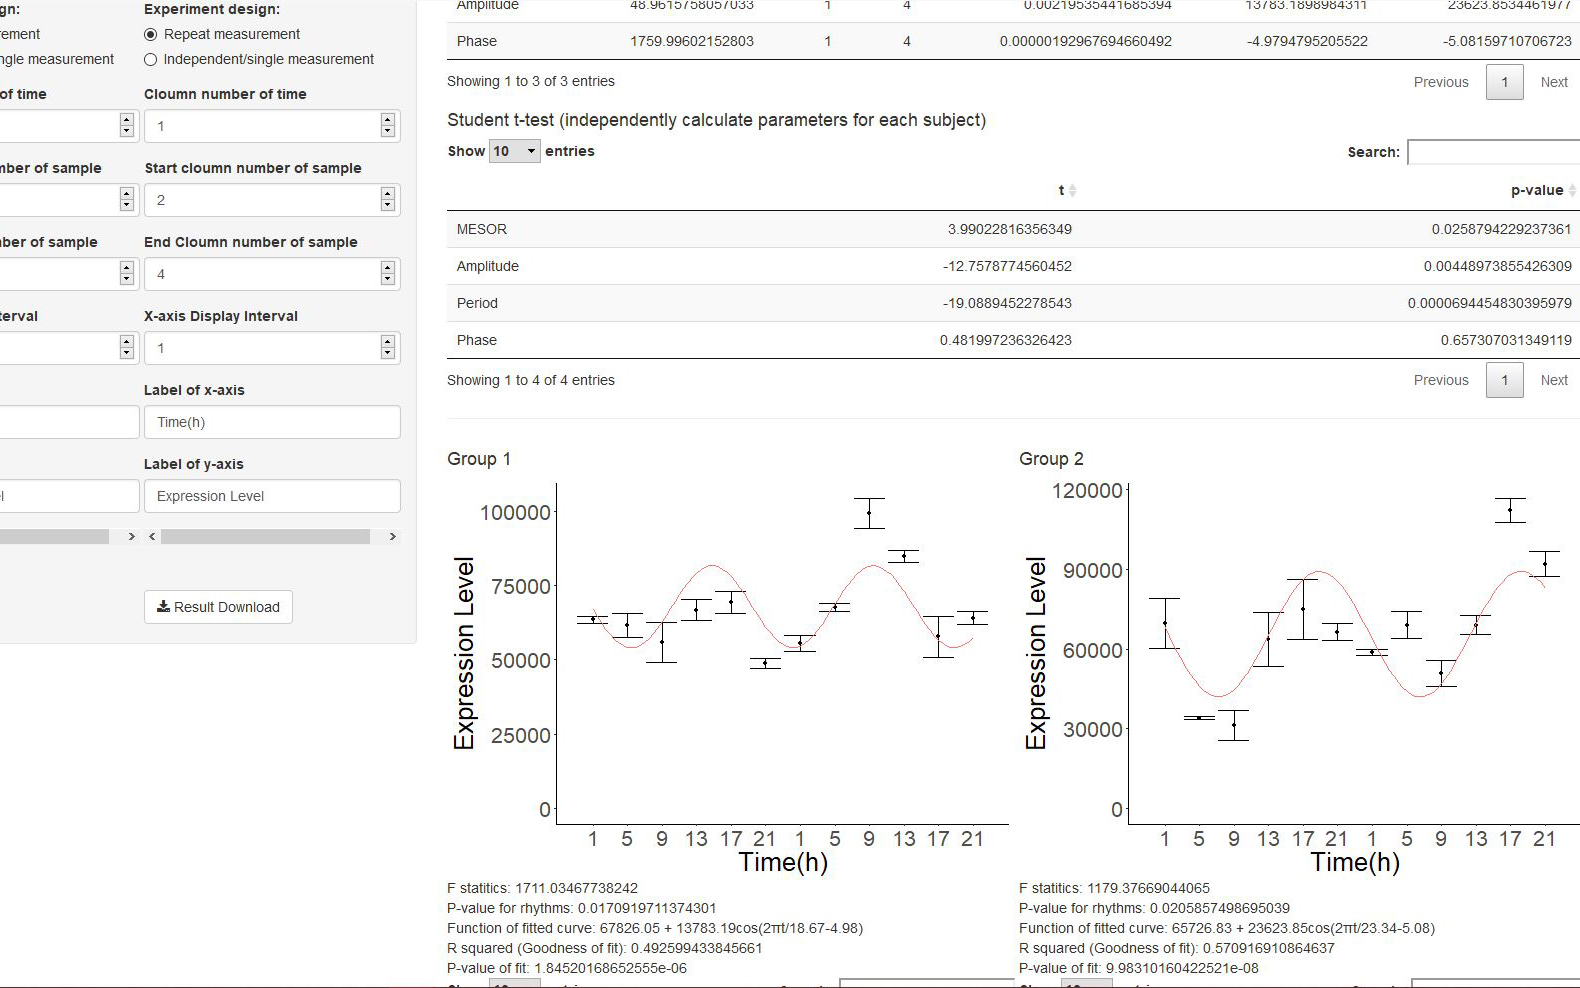 gn:
Experiment design:
rement
Repeat measurement
ngle measurement
Independent/single measurement
of time
Cloumn number of time
1
mber of sample
Start cloumn number of sample
2
nber of sample
End Cloumn number of sample
4
terval
X-axis Display Interval
1
Label of x-axis
Time(h)
Label of y-axis
el
Expression Level
Result Download
Amplitude 48.9615758057033 1 4 0.00219535441685394 13783.1898984311 23623.8534461977
Phase 1759.99602152803 1 4 0.00000192967694660492 -4.9794795205522 -5.08159710706723
Showing 1 to 3 of 3 entries
Previous 1 Next
Student t-test (independently calculate parameters for each subject)
Show 10 entries
Search:
t p-value
MESOR 3.99022816356349 0.0258794229237361
Amplitude -12.7578774560452 0.00448973855426309
Period -19.0889452278543 0.0000694454830395979
Phase 0.481997236326423 0.657307031349119
Showing 1 to 4 of 4 entries
Previous 1 Next
Group 1
100000
75000
50000
25000
0
Expression Level
1 5 9 13 17 21 1 5 9 13 17 21
Time(h)
F statitics: 1711.03467738242
P-value for rhythms: 0.0170919711374301
Function of fitted curve: 67826.05 + 13783.19cos(2πt/18.67-4.98)
R squared (Goodness of fit): 0.492599433845661
P-value of fit: 1.84520168652555e-06
Group 2
120000
90000
60000
30000
0
Expression Level
1 5 9 13 17 21 1 5 9 13 17 21
Time(h)
F statitics: 1179.37669044065
P-value for rhythms: 0.0205857498695039
Function of fitted curve: 65726.83 + 23623.85cos(2πt/23.34-5.08)
R squared (Goodness of fit): 0.570916910864637
P-value of fit: 9.98310160422521e-08